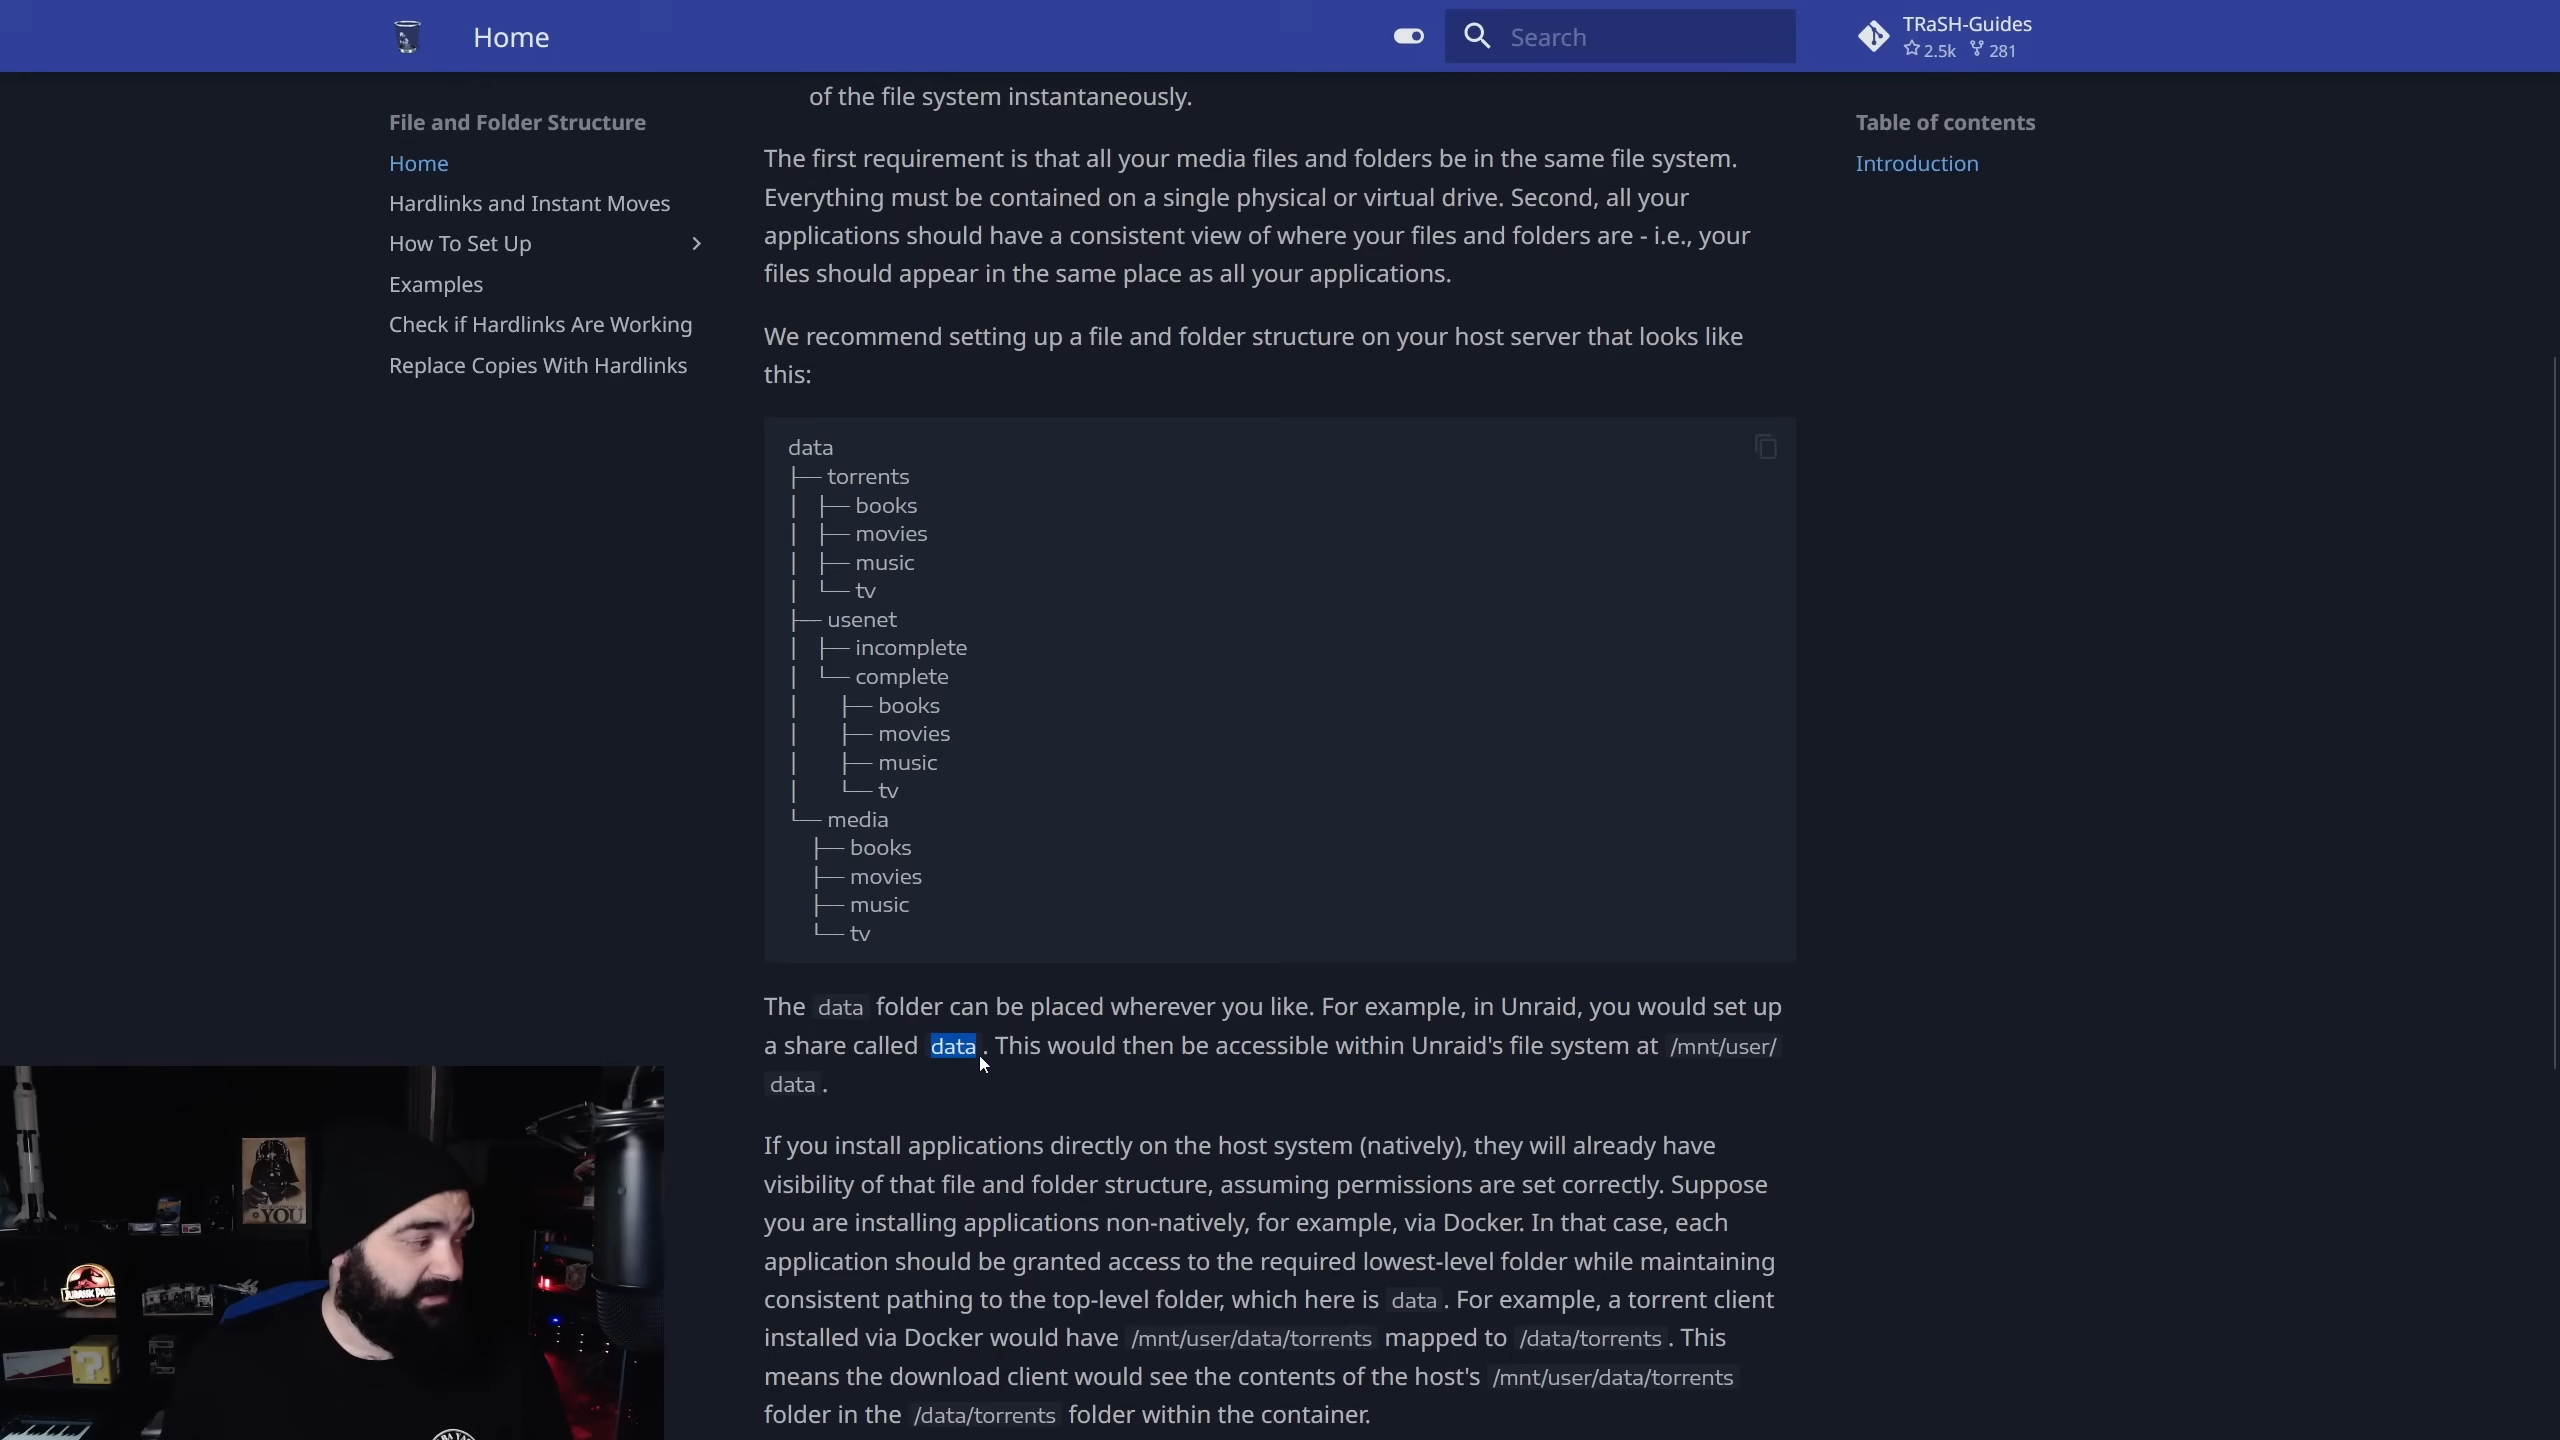 Home
Search
TRaSH-Guides
2.5k 281
File and Folder Structure
Home
Hardlinks and Instant Moves
How To Set Up
Examples
Check if Hardlinks Are Working
Replace Copies With Hardlinks
Table of contents
Introduction
of the file system instantaneously.
The first requirement is that all your media files and folders be in the same file system.
Everything must be contained on a single physical or virtual drive. Second, all your
applications should have a consistent view of where your files and folders are - i.e., your
files should appear in the same place as all your applications.
We recommend setting up a file and folder structure on your host server that looks like
this:
data
├── torrents
│   ├── books
│   ├── movies
│   ├── music
│   └── tv
├── usenet
│   ├── incomplete
│   └── complete
│       ├── books
│       ├── movies
│       ├── music
│       └── tv
└── media
    ├── books
    ├── movies
    ├── music
    └── tv
The data folder can be placed wherever you like. For example, in Unraid, you would set up
a share called data. This would then be accessible within Unraid's file system at /mnt/user/
data.
If you install applications directly on the host system (natively), they will already have
visibility of that file and folder structure, assuming permissions are set correctly. Suppose
you are installing applications non-natively, for example, via Docker. In that case, each
application should be granted access to the required lowest-level folder while maintaining
consistent pathing to the top-level folder, which here is data. For example, a torrent client
installed via Docker would have /mnt/user/data/torrents mapped to /data/torrents. This
means the download client would see the contents of the host's /mnt/user/data/torrents
folder in the /data/torrents folder within the container.
YOU
JURASSIC PARK
?